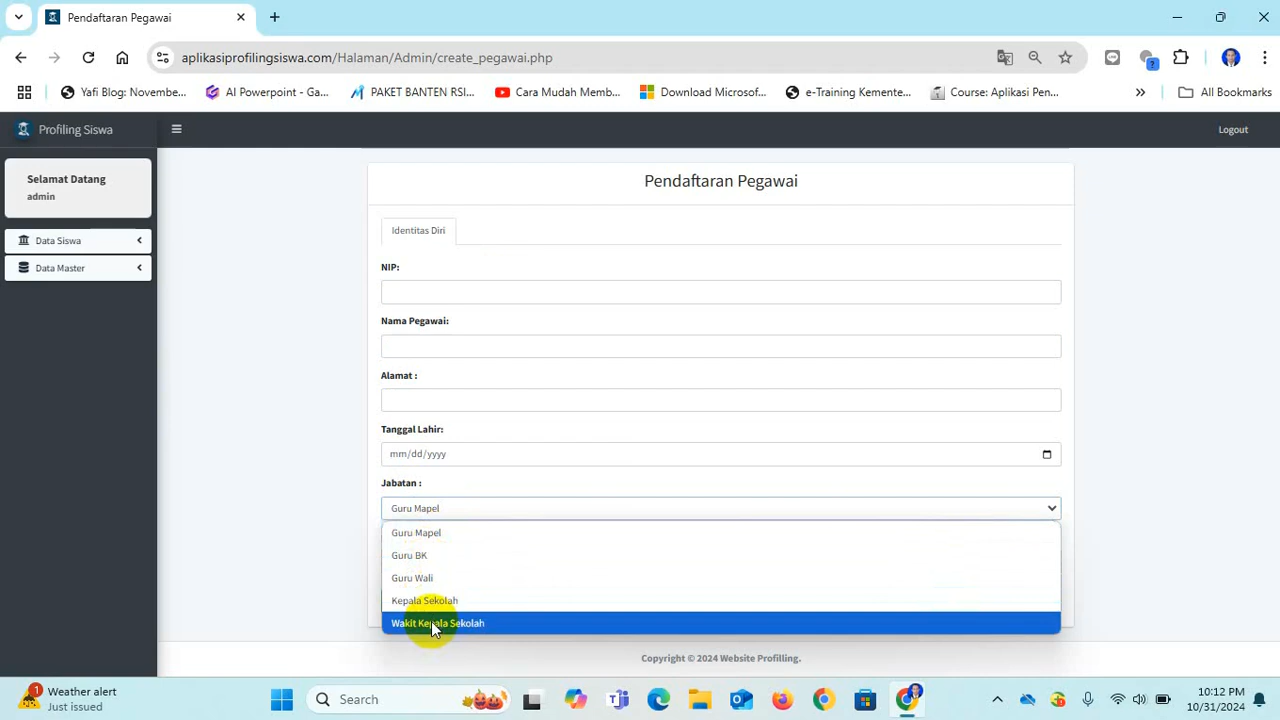 Pendaftaran Pegawai
aplikasiprofilingsiswa.com/Halaman/Admin/create_pegawai.php
Yafi Blog: Novembe...
AI Powerpoint - Ga...
PAKET BANTEN RSI...
Cara Mudah Memb...
Download Microsof...
e-Training Kemente...
Course: Aplikasi Pen...
All Bookmarks
Profiling Siswa
Logout
Selamat Datang
admin
Data Siswa
Data Master
Pendaftaran Pegawai
Identitas Diri
NIP:
Nama Pegawai:
Alamat :
Tanggal Lahir:
mm/dd/yyyy
Jabatan :
Guru Mapel
Guru Mapel
Guru BK
Guru Wali
Kepala Sekolah
Wakit Kepala Sekolah
Copyright © 2024 Website Profilling.
1
Weather alert
Just issued
Search
10:12 PM
10/31/2024